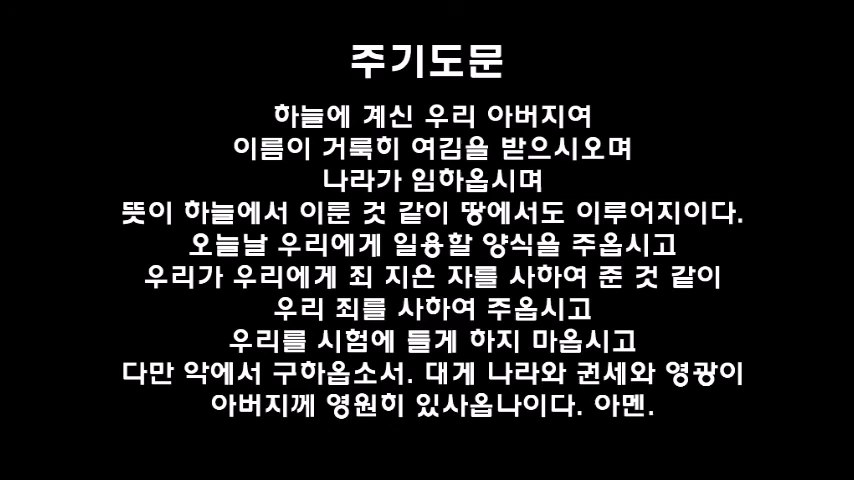 주기도문
하늘에 계신 우리 아버지여
이름이 거룩히 여김을 받으시오며
나라가 임하옵시며
뜻이 하늘에서 이룬 것 같이 땅에서도 이루어지이다.
오늘날 우리에게 일용할 양식을 주옵시고
우리가 우리에게 죄 지은 자를 사하여 준 것 같이
우리 죄를 사하여 주옵시고
우리를 시험에 들게 하지 마옵시고
다만 악에서 구하옵소서. 대게 나라와 권세와 영광이
아버지께 영원히 있사옵나이다. 아멘.